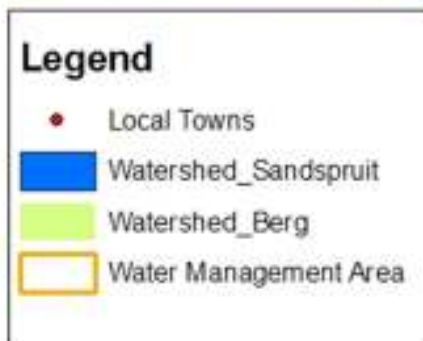 Legend
Local Towns
Watershed_Sandspruit
Watershed_Berg
Water Management Area